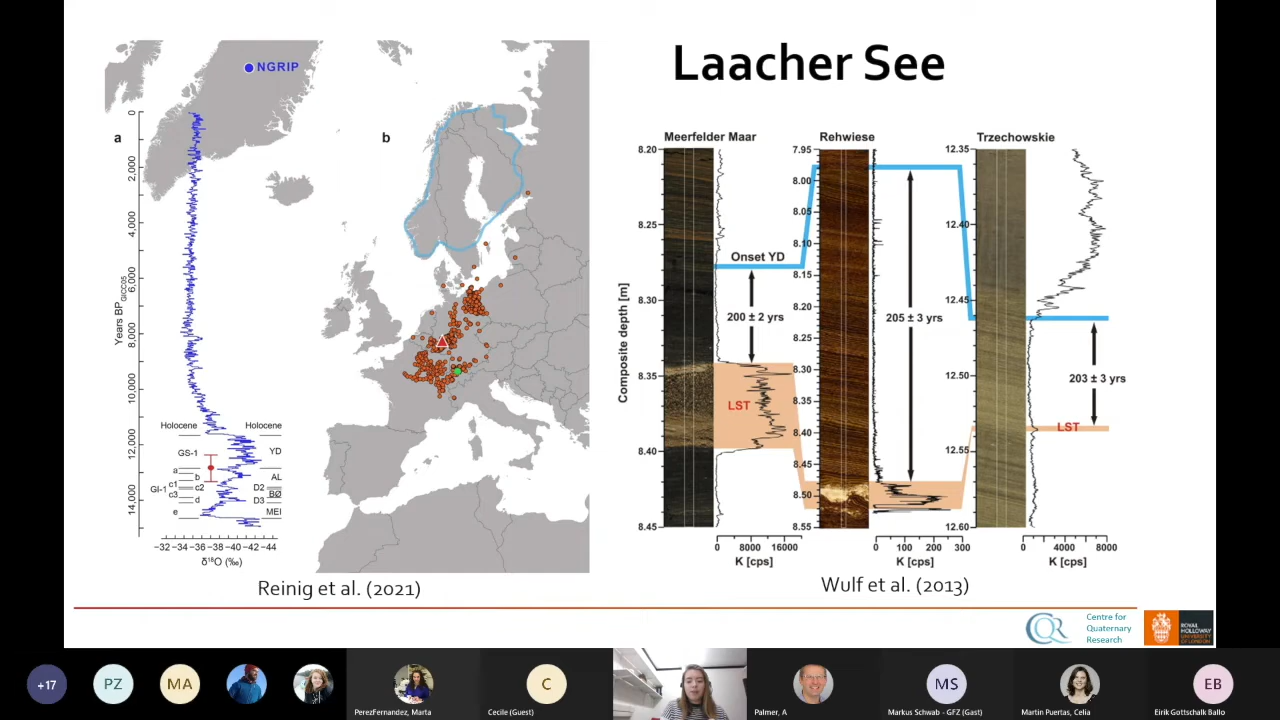 Laacher See
NGRIP
a
b
0
2,000
4,000
6,000
8,000
10,000
12,000
14,000
Years BP GICC05
Holocene
Holocene
GS-1
YD
a
b
AL
GI-1
c1
c2
D2
c3
BØ
d
D3
e
MEI
−32 −34 −36 −38 −40 −42 −44
δ18O (‰)
Reinig et al. (2021)
Meerfelder Maar
Rehwiese
Trzechowskie
Composite depth [m]
8.20
8.25
8.30
8.35
8.40
8.45
Onset YD
200 ± 2 yrs
LST
0 8000 16000
K [cps]
7.95
8.00
8.05
8.10
8.15
8.20
8.25
8.30
8.35
8.40
8.45
8.50
8.55
205 ± 3 yrs
0 100 200 300
K [cps]
12.35
12.40
12.45
12.50
12.55
12.60
203 ± 3 yrs
LST
0 4000 8000
K [cps]
Wulf et al. (2013)
Centre for
Quaternary
Research
ROYAL
HOLLOWAY
UNIVERSITY
OF LONDON
+17
PZ
MA
PerezFernandez, Marta
C
Cecile (Guest)
Palmer, A
MS
Markus Schwab - GFZ (Gast)
Martin Puertas, Celia
EB
Eirik Gottschalk Ballo